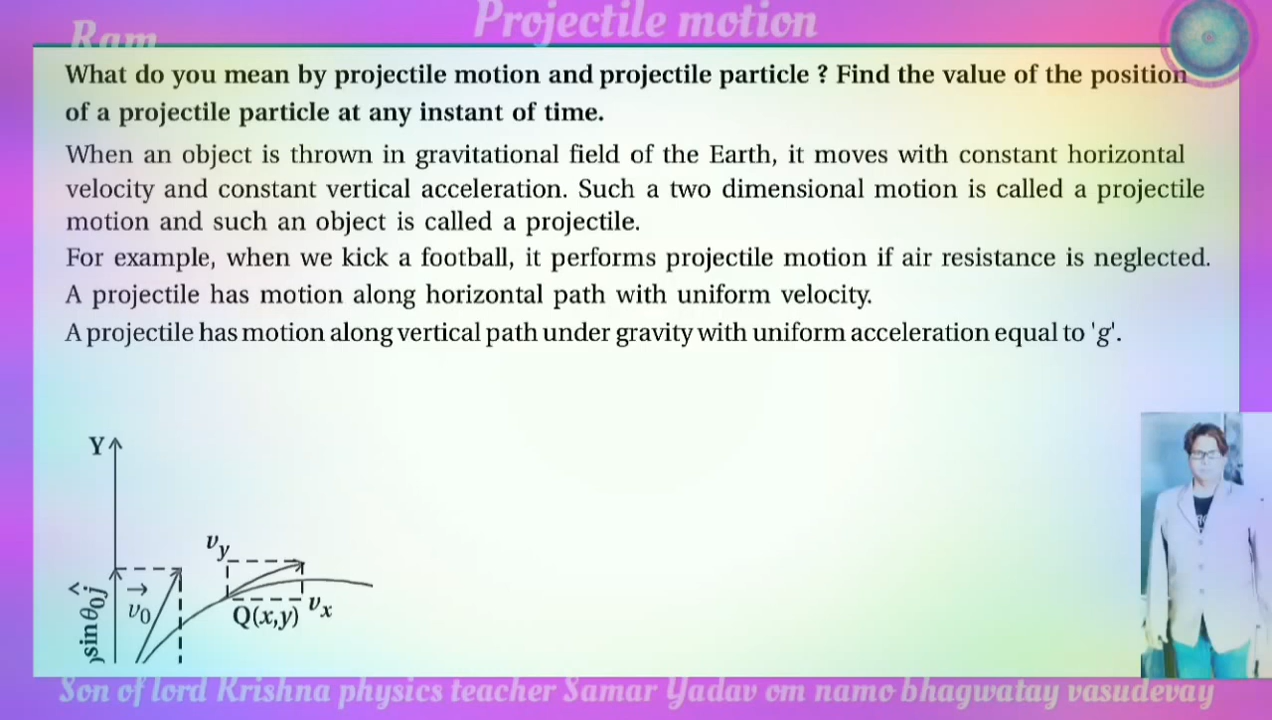 Projectile motion
Ram
What do you mean by projectile motion and projectile particle ? Find the value of the position
of a projectile particle at any instant of time.
When an object is thrown in gravitational field of the Earth, it moves with constant horizontal
velocity and constant vertical acceleration. Such a two dimensional motion is called a projectile
motion and such an object is called a projectile.
For example, when we kick a football, it performs projectile motion if air resistance is neglected.
A projectile has motion along horizontal path with uniform velocity.
A projectile has motion along vertical path under gravity with uniform acceleration equal to 'g'.
Y
v_y
v⃗₀
sin θ₀ĵ
Q(x,y)
v_x
Son of lord Krishna physics teacher Samar Yadav om namo bhagwatay vasudevay